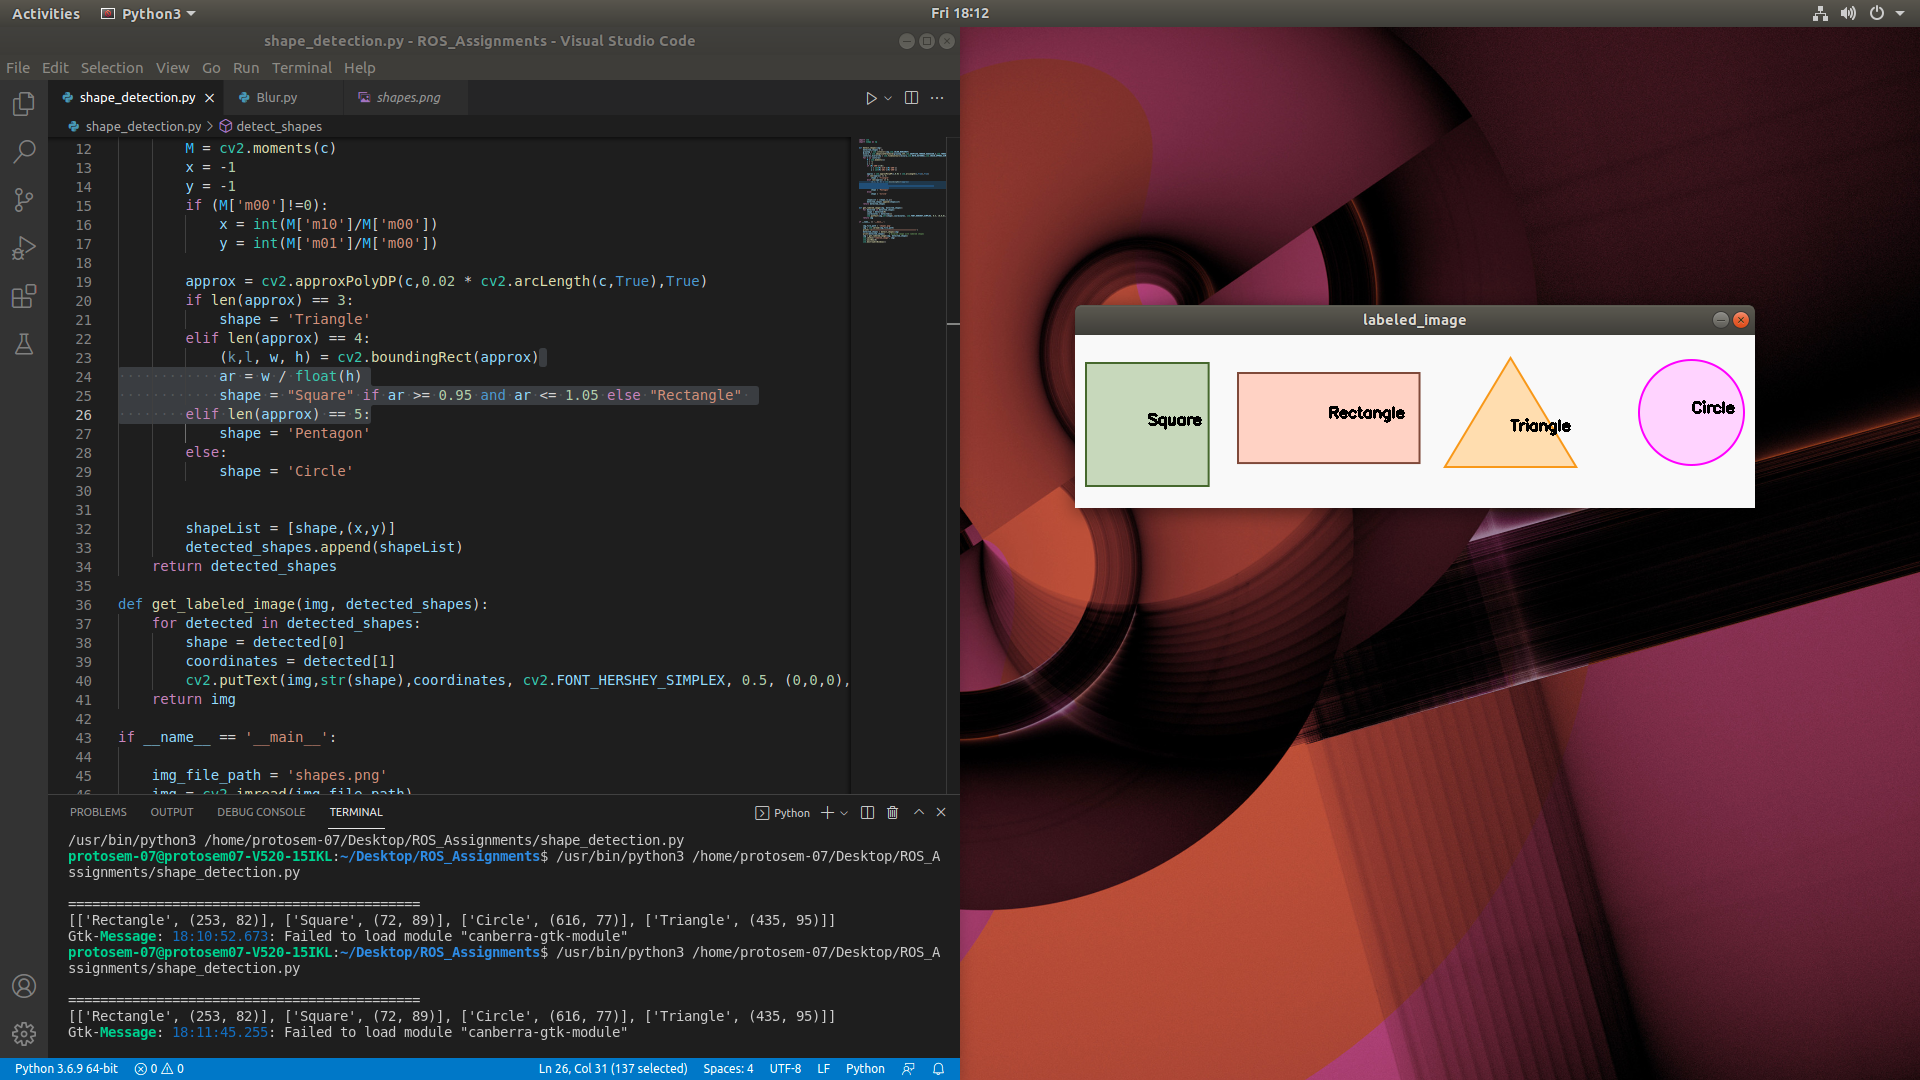 Activities
Python3
Fri 18:12
shape_detection.py - ROS_Assignments - Visual Studio Code
File Edit Selection View Go Run Terminal Help
shape_detection.py
Blur.py
shapes.png
shape_detection.py > detect_shapes
12 M = cv2.moments(c)
13 x = -1
14 y = -1
15 if (M['m00']!=0):
16 x = int(M['m10']/M['m00'])
17 y = int(M['m01']/M['m00'])
18
19 approx = cv2.approxPolyDP(c,0.02 * cv2.arcLength(c,True),True)
20 if len(approx) == 3:
21 shape = 'Triangle'
22 elif len(approx) == 4:
23 (k,l, w, h) = cv2.boundingRect(approx)
24 ar = w / float(h)
25 shape = "Square" if ar >= 0.95 and ar <= 1.05 else "Rectangle"
26 elif len(approx) == 5:
27 shape = 'Pentagon'
28 else:
29 shape = 'Circle'
30
31
32 shapeList = [shape,(x,y)]
33 detected_shapes.append(shapeList)
34 return detected_shapes
35
36 def get_labeled_image(img, detected_shapes):
37 for detected in detected_shapes:
38 shape = detected[0]
39 coordinates = detected[1]
40 cv2.putText(img,str(shape),coordinates, cv2.FONT_HERSHEY_SIMPLEX, 0.5, (0,0,0),
41 return img
42
43 if __name__ == '__main__':
44
45 img_file_path = 'shapes.png'
46 img = cv2.imread(img_file_path)
PROBLEMS OUTPUT DEBUG CONSOLE TERMINAL
Python
/usr/bin/python3 /home/protosem-07/Desktop/ROS_Assignments/shape_detection.py
protosem-07@protosem07-V520-15IKL:~/Desktop/ROS_Assignments$ /usr/bin/python3 /home/protosem-07/Desktop/ROS_A
ssignments/shape_detection.py
===========================================
[['Rectangle', (253, 82)], ['Square', (72, 89)], ['Circle', (616, 77)], ['Triangle', (435, 95)]]
Gtk-Message: 18:10:52.673: Failed to load module "canberra-gtk-module"
protosem-07@protosem07-V520-15IKL:~/Desktop/ROS_Assignments$ /usr/bin/python3 /home/protosem-07/Desktop/ROS_A
ssignments/shape_detection.py
===========================================
[['Rectangle', (253, 82)], ['Square', (72, 89)], ['Circle', (616, 77)], ['Triangle', (435, 95)]]
Gtk-Message: 18:11:45.255: Failed to load module "canberra-gtk-module"
Python 3.6.9 64-bit
0 0
Ln 26, Col 31 (137 selected)
Spaces: 4
UTF-8
LF
Python
labeled_image
Square
Rectangle
Triangle
Circle